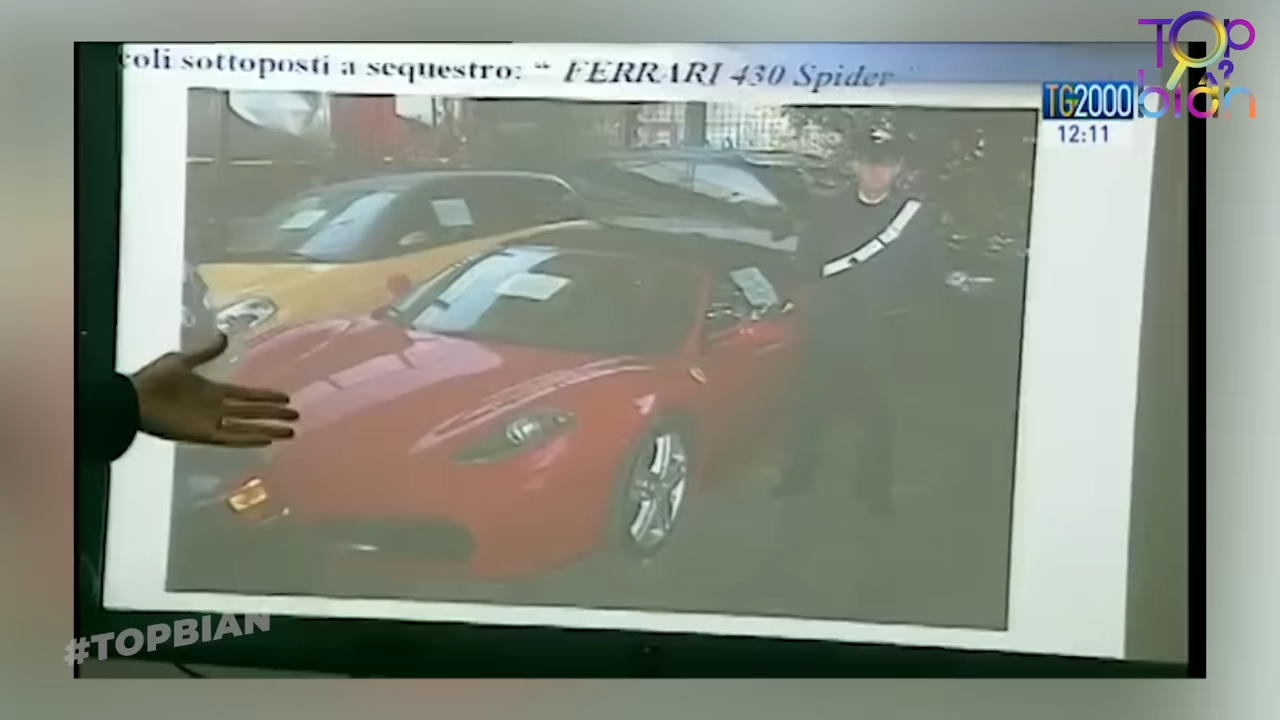 coli sottoposti a sequestro: “ FERRARI 430 Spider ”
TOP
bian
TG2000
12:11
#TOPBIAN